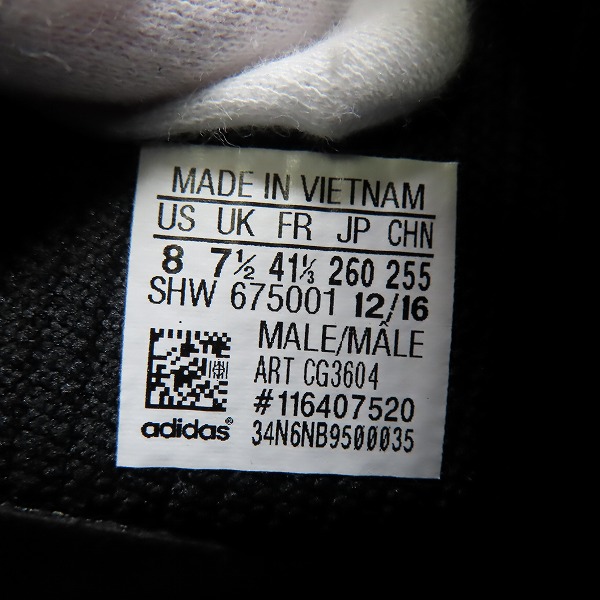 MADE IN VIETNAM
US UK FR JP CHN
8 7½ 41⅓ 260 255
SHW 675001 12/16
MALE/MÂLE
ART CG3604
#116407520
adidas® 34N6NB9500035